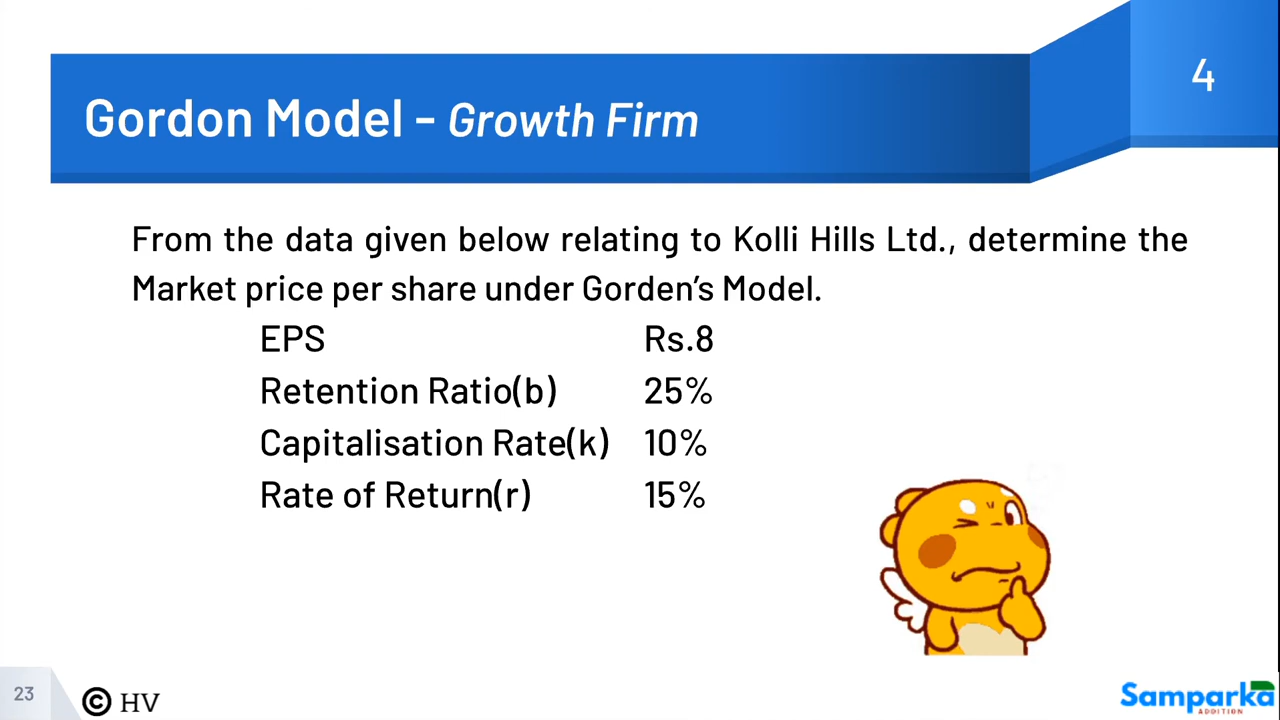 4
Gordon Model - Growth Firm
From the data given below relating to Kolli Hills Ltd., determine the
Market price per share under Gorden’s Model.
EPS Rs.8
Retention Ratio(b) 25%
Capitalisation Rate(k) 10%
Rate of Return(r) 15%
23
© HV
Samparka
ADDITION